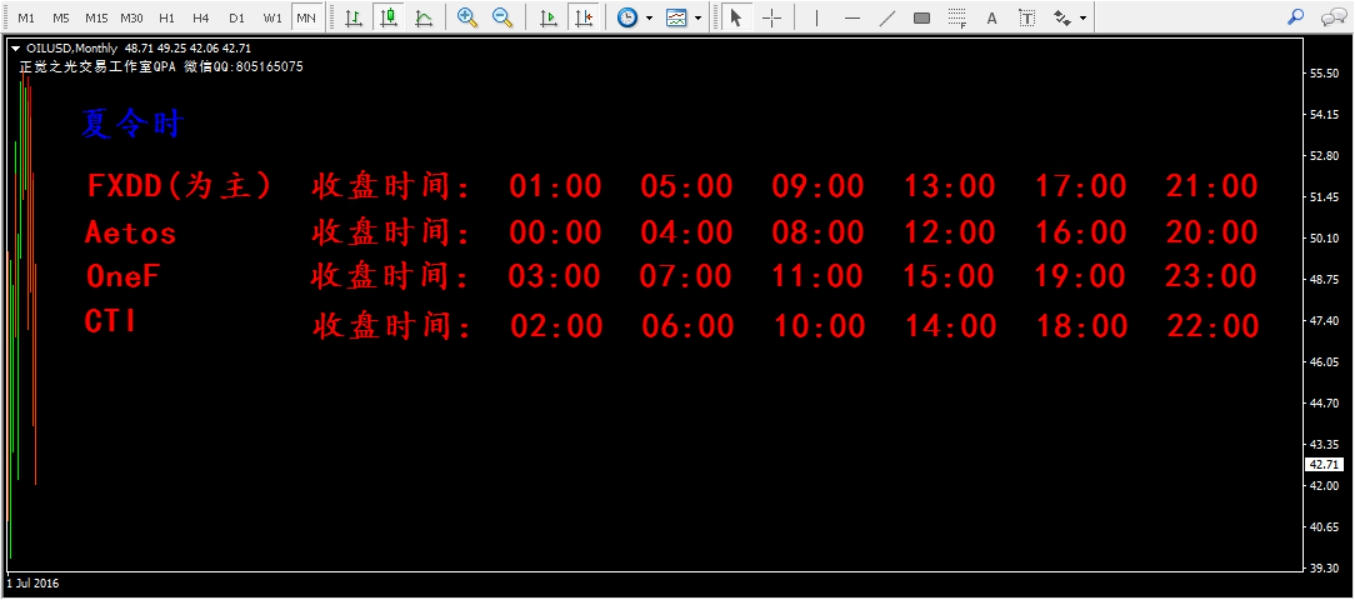 M1 M5 M15 M30 H1 H4 D1 W1 MN F A T
OILUSD,Monthly 48.71 49.25 42.06 42.71
正觉之光交易工作室QPA 微信QQ:805165075
夏令时
FXDD(为主) 收盘时间: 01:00 05:00 09:00 13:00 17:00 21:00
Aetos 收盘时间: 00:00 04:00 08:00 12:00 16:00 20:00
OneF 收盘时间: 03:00 07:00 11:00 15:00 19:00 23:00
CTI 收盘时间: 02:00 06:00 10:00 14:00 18:00 22:00
55.50
54.15
52.80
51.45
50.10
48.75
47.40
46.05
44.70
43.35
42.71
42.00
40.65
39.30
1 Jul 2016